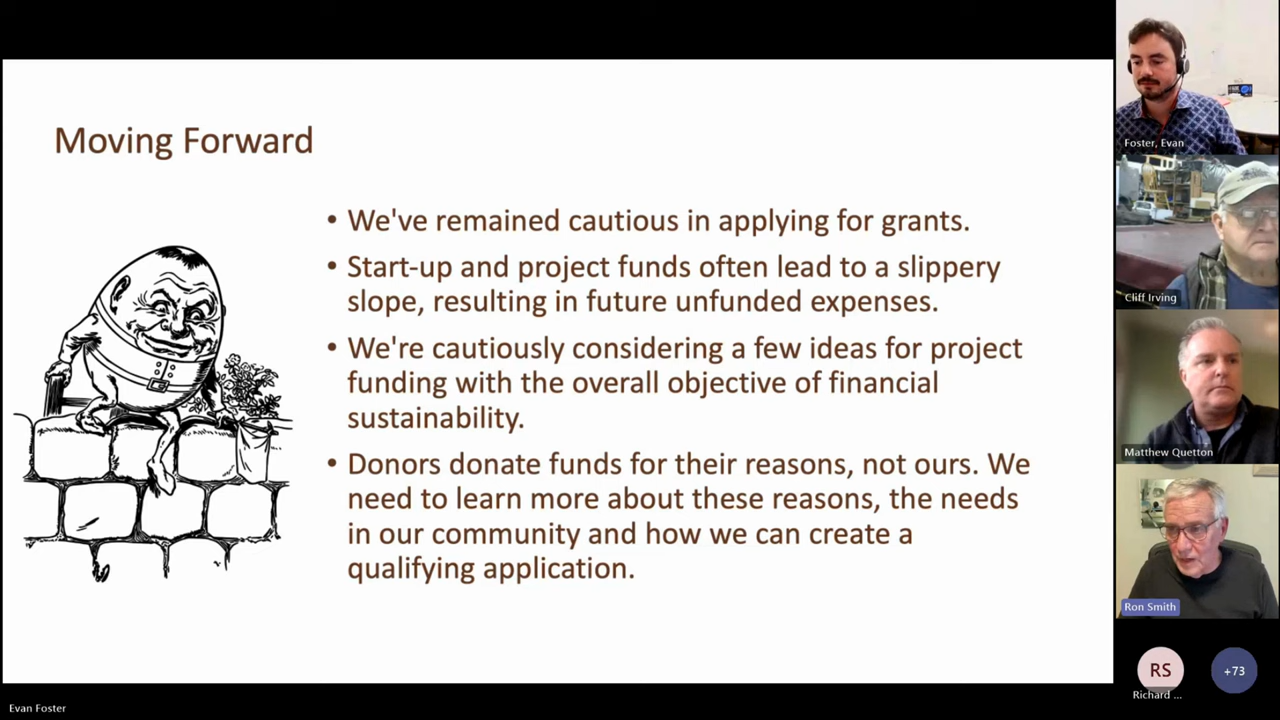 Moving Forward
• We've remained cautious in applying for grants.
• Start-up and project funds often lead to a slippery
slope, resulting in future unfunded expenses.
• We're cautiously considering a few ideas for project
funding with the overall objective of financial
sustainability.
• Donors donate funds for their reasons, not ours. We
need to learn more about these reasons, the needs
in our community and how we can create a
qualifying application.
Foster, Evan
Cliff Irving
Matthew Quetton
Ron Smith
RS
+73
Richard ...
Evan Foster